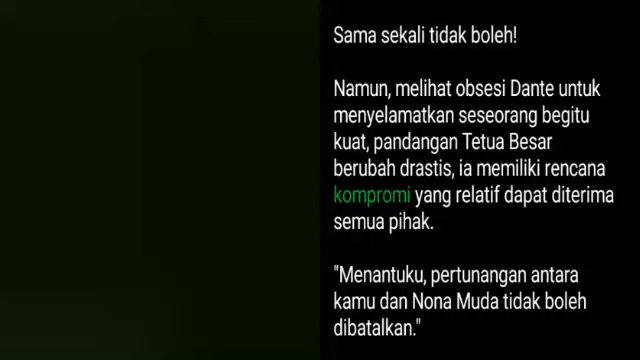 Sama sekali tidak boleh!
Namun, melihat obsesi Dante untuk
menyelamatkan seseorang begitu
kuat, pandangan Tetua Besar
berubah drastis, ia memiliki rencana
kompromi yang relatif dapat diterima
semua pihak.
"Menantuku, pertunangan antara
kamu dan Nona Muda tidak boleh
dibatalkan."